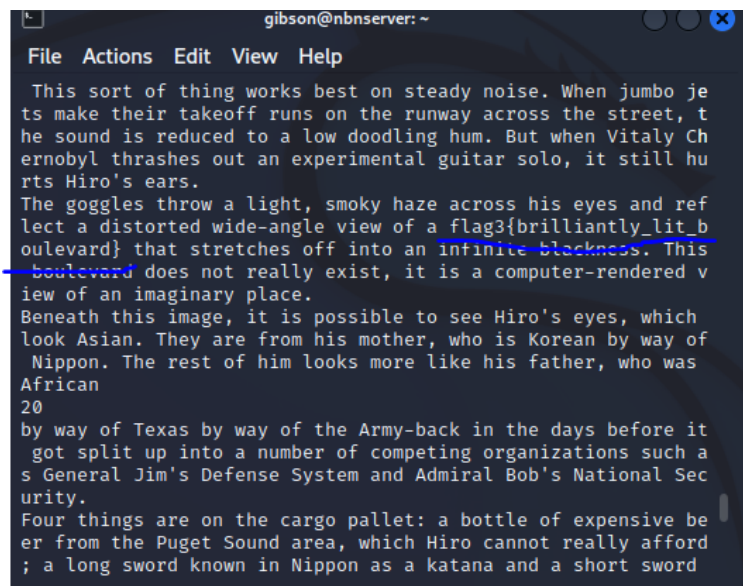 gibson@nbnserver: ~
File Actions Edit View Help
This sort of thing works best on steady noise. When jumbo je
ts make their takeoff runs on the runway across the street, t
he sound is reduced to a low doodling hum. But when Vitaly Ch
ernobyl thrashes out an experimental guitar solo, it still hu
rts Hiro's ears.
The goggles throw a light, smoky haze across his eyes and ref
lect a distorted wide-angle view of a flag3{brilliantly_lit_b
oulevard} that stretches off into an infinite blackness. This
boulevard does not really exist, it is a computer-rendered v
iew of an imaginary place.
Beneath this image, it is possible to see Hiro's eyes, which
look Asian. They are from his mother, who is Korean by way of
Nippon. The rest of him looks more like his father, who was
African
20
by way of Texas by way of the Army-back in the days before it
got split up into a number of competing organizations such a
s General Jim's Defense System and Admiral Bob's National Sec
urity.
Four things are on the cargo pallet: a bottle of expensive be
er from the Puget Sound area, which Hiro cannot really afford
; a long sword known in Nippon as a katana and a short sword